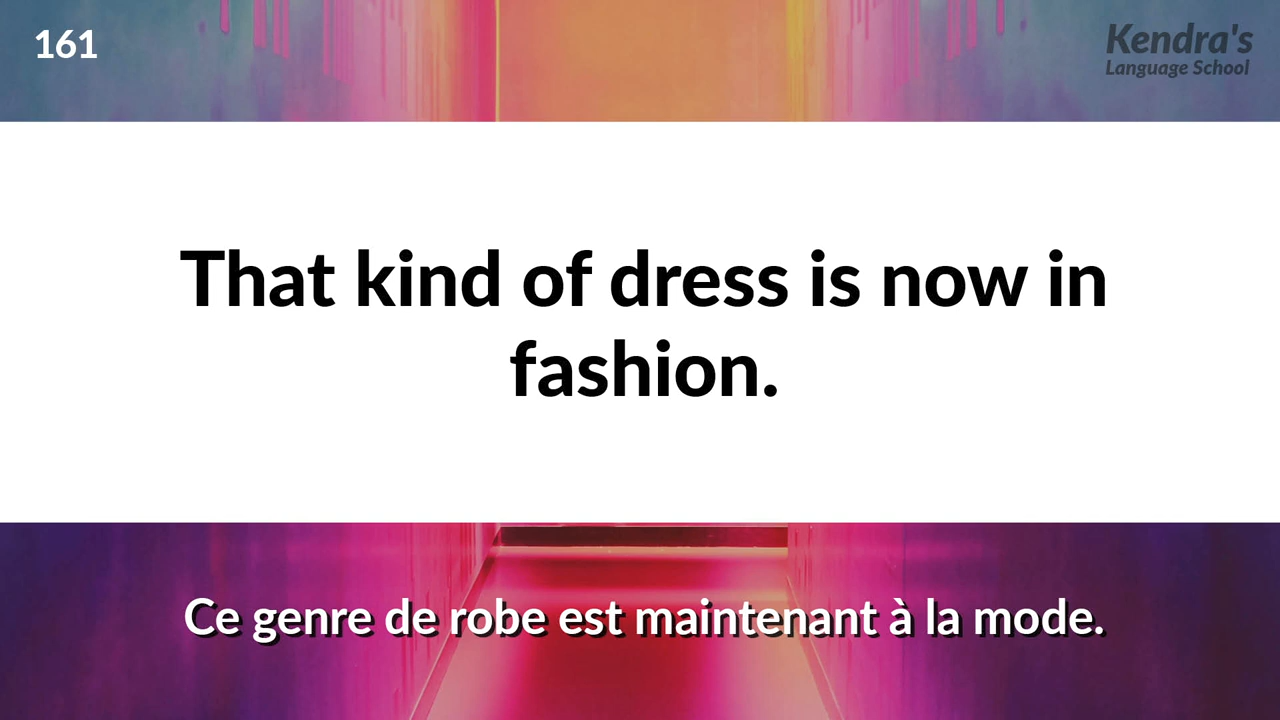 161
Kendra's
Language School
That kind of dress is now in
fashion.
Ce genre de robe est maintenant à la mode.